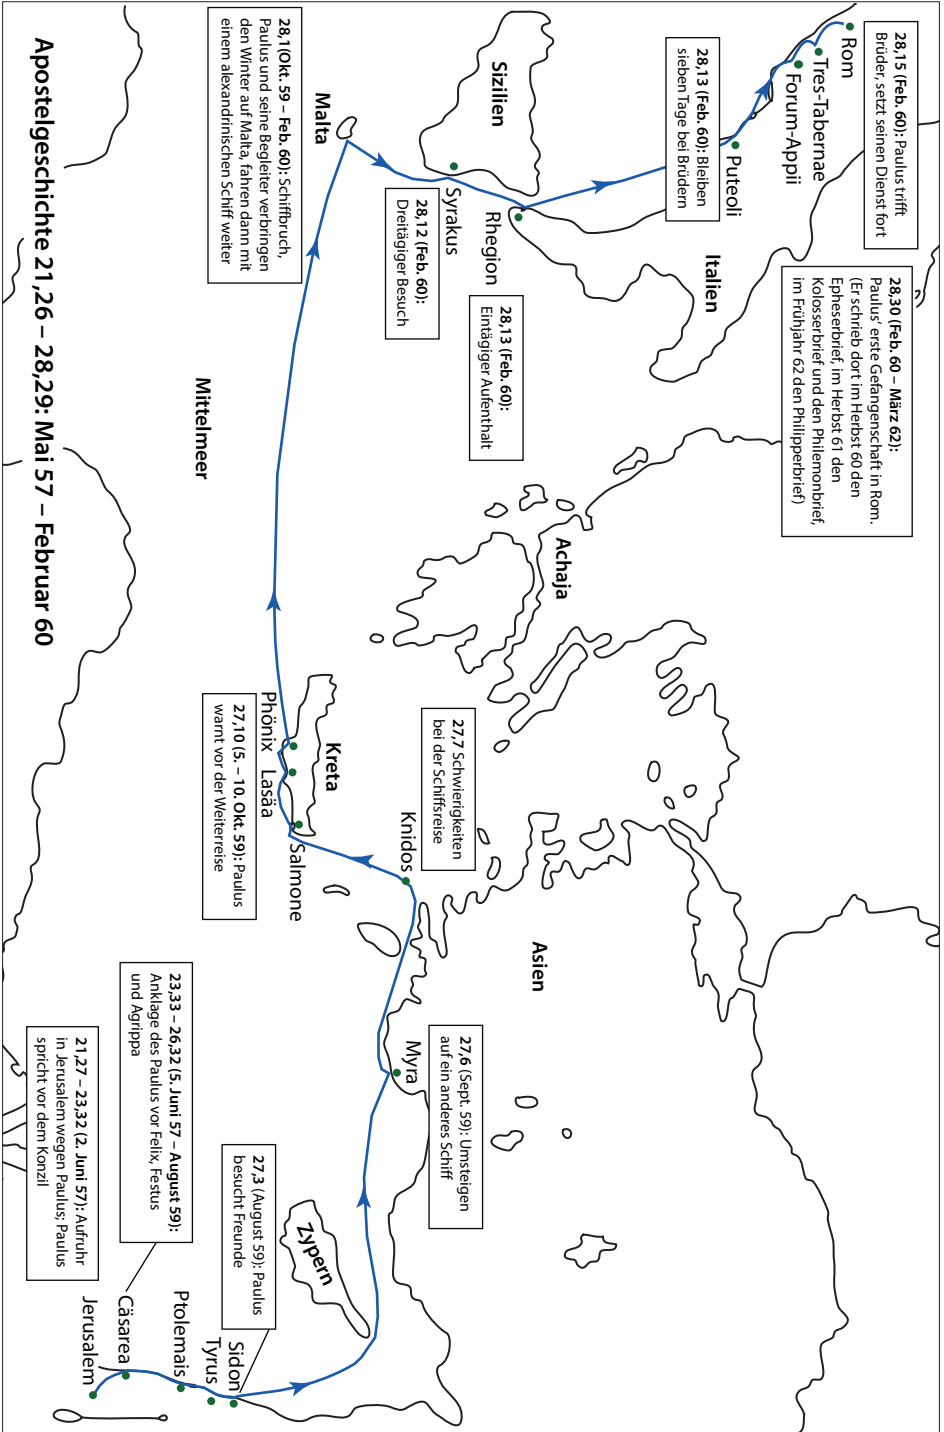 28,15 (Feb. 60): Paulus trifft
Brüder, setzt seinen Dienst fort
Rom
Tres-Tabernae
Forum-Appii
28,30 (Feb. 60 – März 62):
Paulus’ erste Gefangenschaft in Rom.
(Er schrieb dort im Herbst 60 den
Epheserbrief, im Herbst 61 den
Kolosserbrief und den Philemonbrief,
im Frühjahr 62 den Philipperbrief)
28,13 (Feb. 60): Bleiben
sieben Tage bei Brüdern
Puteoli
Italien
Sizilien
Rhegion
28,13 (Feb. 60):
Eintägiger Aufenthalt
Syrakus
28,12 (Feb. 60):
Dreitägiger Besuch
Malta
28,1(Okt. 59 – Feb. 60): Schiffbruch,
Paulus und seine Begleiter verbringen
den Winter auf Malta, fahren dann mit
einem alexandrinischen Schiff weiter
Mittelmeer
Achaja
Asien
27,7 Schwierigkeiten
bei der Schiffsreise
Knidos
Kreta
Phönix
Lasäa
Salmone
27,10 (5. – 10. Okt. 59): Paulus
warnt vor der Weiterreise
27,6 (Sept. 59): Umsteigen
auf ein anderes Schiff
Myra
Zypern
27,3 (August 59): Paulus
besucht Freunde
Sidon
Tyrus
Ptolemais
Cäsarea
Jerusalem
23,33 – 26,32 (5. Juni 57 – August 59):
Anklage des Paulus vor Felix, Festus
und Agrippa
21,27 – 23,32 (2. Juni 57): Aufruhr
in Jerusalem wegen Paulus; Paulus
spricht vor dem Konzil
Apostelgeschichte 21,26 – 28,29: Mai 57 – Februar 60